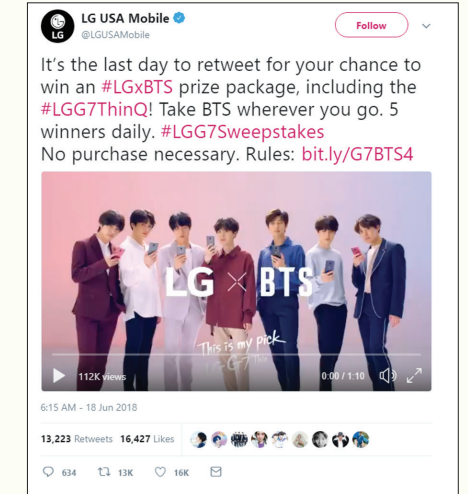 LG USA Mobile
@LGUSAMobile
Follow
LG
It's the last day to retweet for your chance to
win an #LGxBTS prize package, including the
#LGG7ThinQ! Take BTS wherever you go. 5
winners daily. #LGG7Sweepstakes
No purchase necessary. Rules: bit.ly/G7BTS4
LG × BTS
This is my pick
LG G7
112K views
0:00 / 1:10
6:15 AM - 18 Jun 2018
13,223 Retweets 16,427 Likes
634 13K 16K